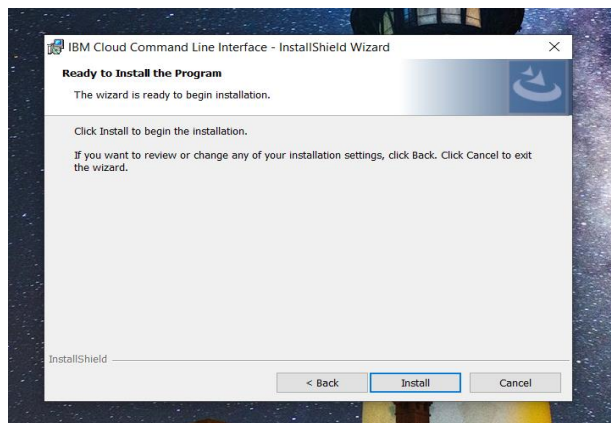 IBM Cloud Command Line Interface - InstallShield Wizard
Ready to Install the Program
The wizard is ready to begin installation.
Click Install to begin the installation.
If you want to review or change any of your installation settings, click Back. Click Cancel to exit
the wizard.
InstallShield
< Back
Install
Cancel